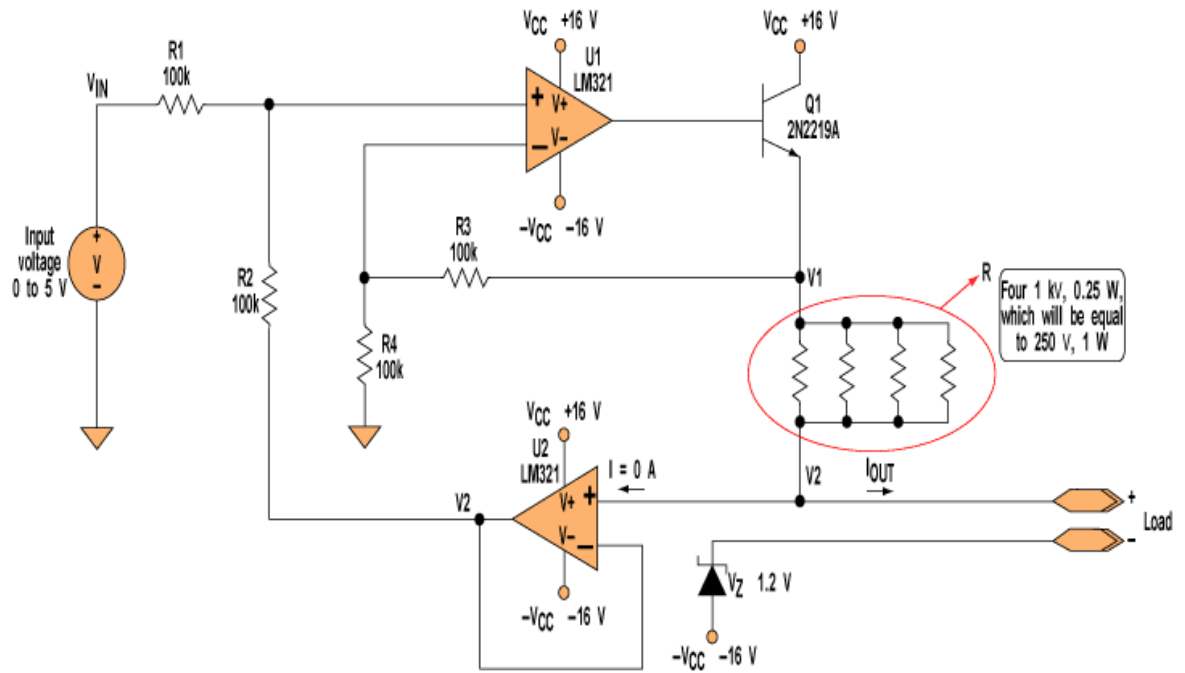 VCC +16 V
VCC +16 V
R1
100k
U1
LM321
VIN
+
V+
Q1
2N2219A
V–
–
–VCC –16 V
Input
voltage
0 to 5 V
+
V
–
R3
100k
R2
100k
V1
R
Four 1 kV, 0.25 W,
which will be equal
to 250 V, 1 W
R4
100k
VCC +16 V
U2
LM321
I = 0 A
V2
IOUT
V2
V+
+
V–
–
+
Load
–
VZ 1.2 V
–VCC –16 V
–VCC –16 V